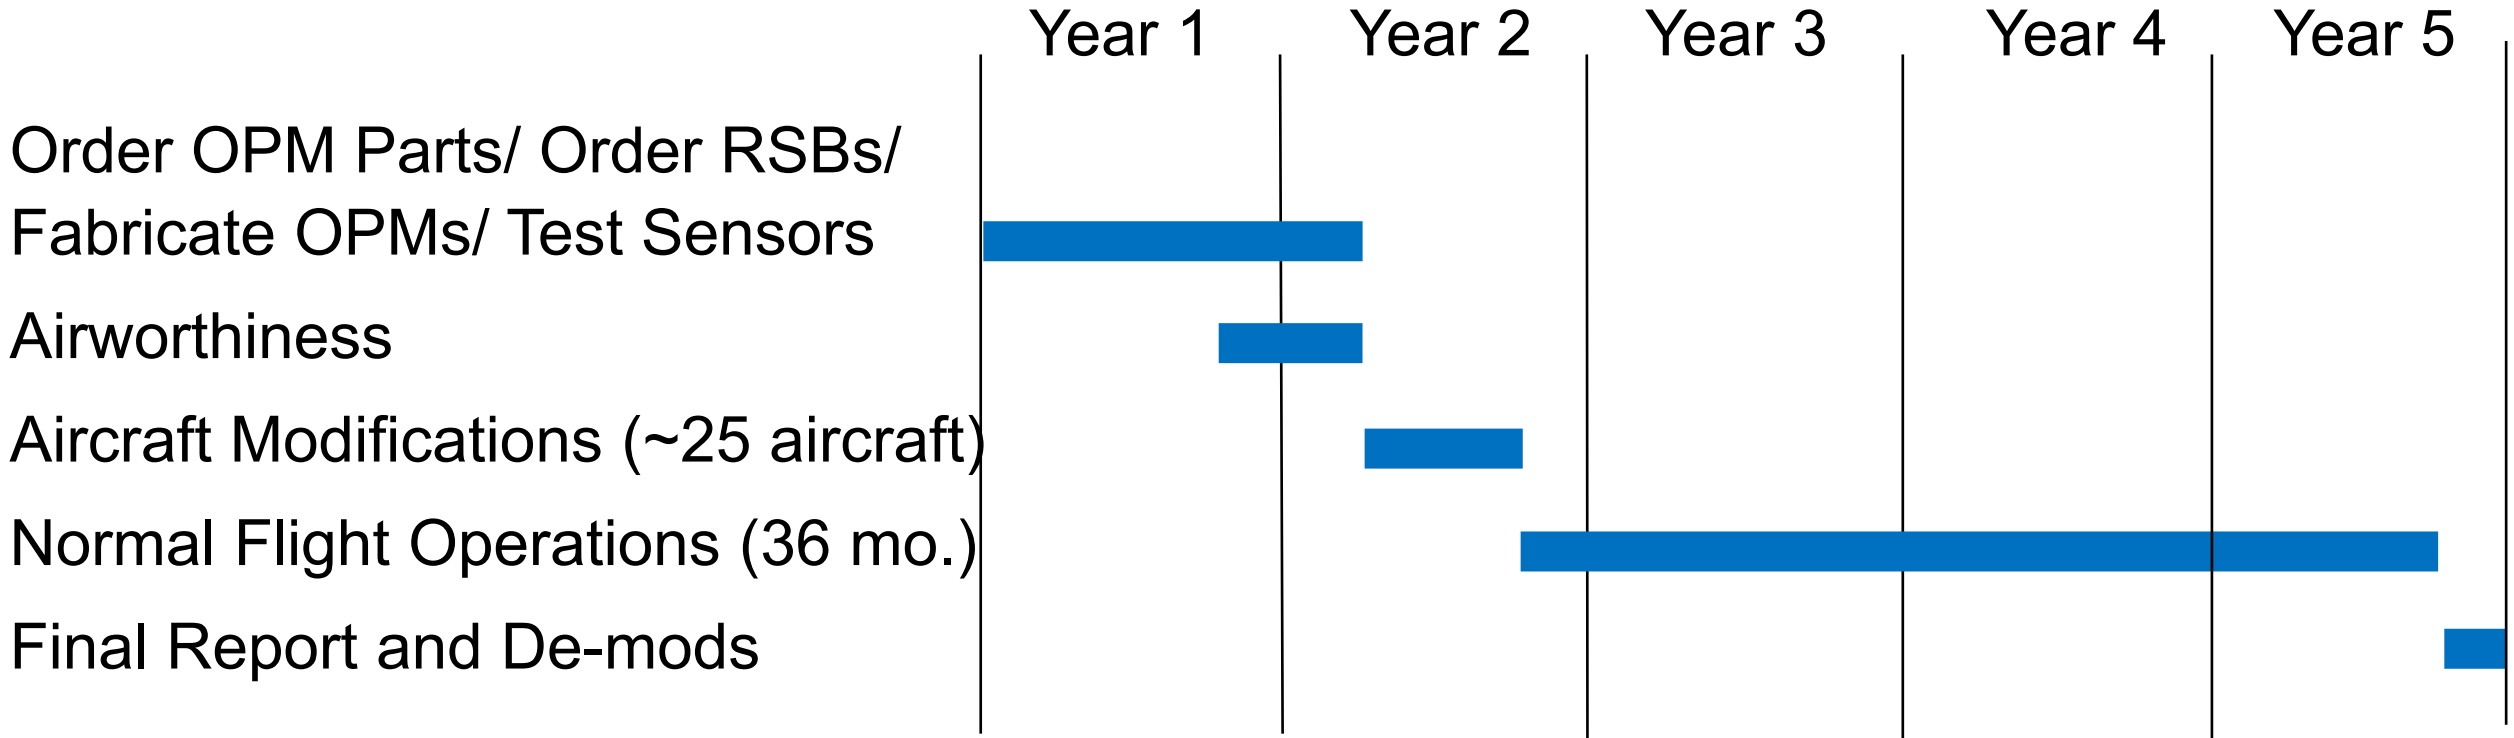 Year 1 Year 2 Year 3 Year 4 Year 5
Order OPM Parts/ Order RSBs/
Fabricate OPMs/ Test Sensors
Airworthiness
Aircraft Modifications (~25 aircraft)
Normal Flight Operations (36 mo.)
Final Report and De-mods